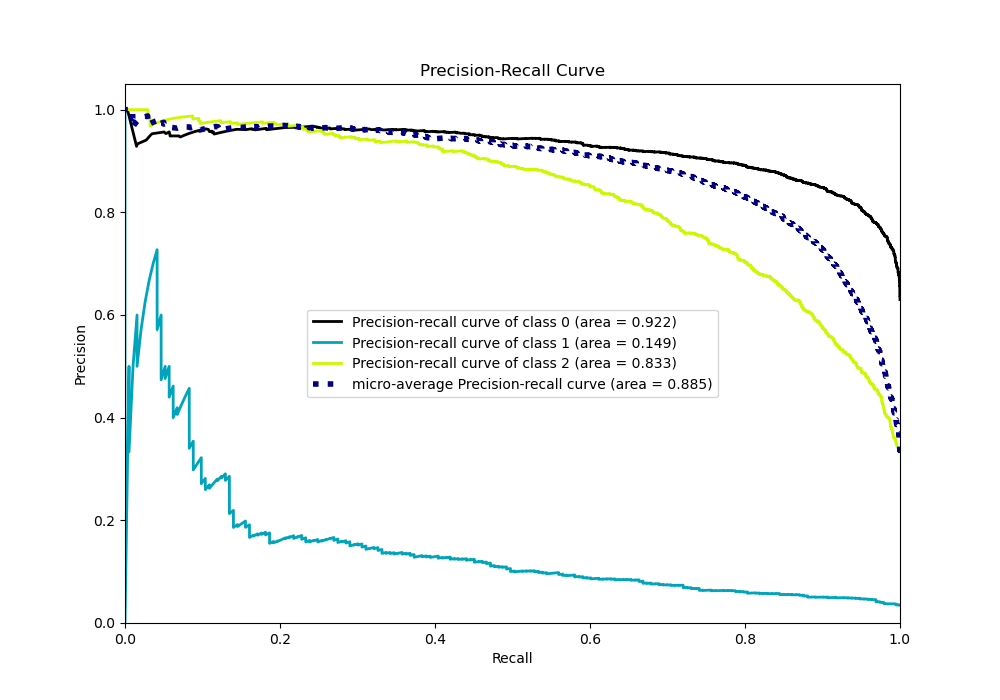 Precision-Recall Curve
1.0
0.8
0.6
0.4
0.2
0.0
Precision
Precision-recall curve of class 0 (area = 0.922)
Precision-recall curve of class 1 (area = 0.149)
Precision-recall curve of class 2 (area = 0.833)
micro-average Precision-recall curve (area = 0.885)
0.0 0.2 0.4 0.6 0.8 1.0
Recall